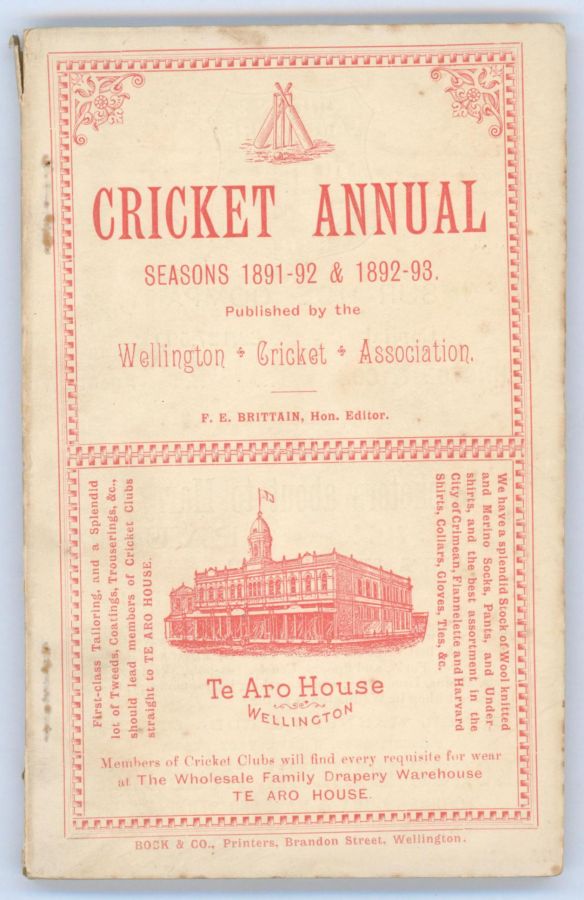 CRICKET ANNUAL
SEASONS 1891-92 & 1892-93.
Published by the
Wellington Cricket Association.
F. E. BRITTAIN, Hon. Editor.
First-class Tailoring, and a Splendid
lot of Tweeds, Coatings, Trouserings, &c.,
should lead members of Cricket Clubs
straight to TE ARO HOUSE.
We have a splendid Stock of Wool knitted
and Merino Socks, Pants, and Under-
shirts, and the best assortment in the
City of Crimean, Flannelette and Harvard
Shirts, Collars, Gloves, Ties, &c.
Te Aro House
WELLINGTON
Members of Cricket Clubs will find every requisite for wear
at The Wholesale Family Drapery Warehouse
TE ARO HOUSE.
BOCK & CO., Printers, Brandon Street, Wellington.